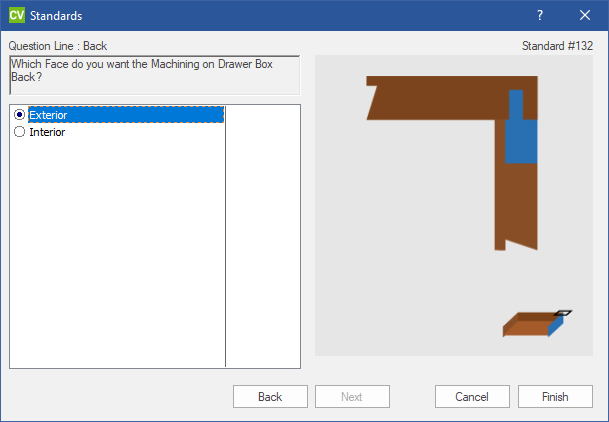 CV Standards ?
Question Line : Back Standard #132
Which Face do you want the Machining on Drawer Box
Back?
Exterior
Interior
Back Next Cancel Finish